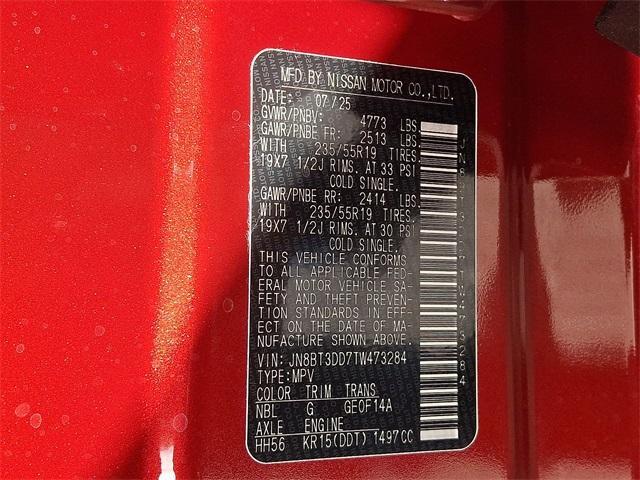 MFD BY NISSAN MOTOR CO.,LTD.
DATE: 07/25
GVWR/PNBV: 4773 LBS.
GAWR/PNBE FR: 2513 LBS.
WITH 235/55R19 TIRES.
19X7 1/2J RIMS. AT 33 PSI
COLD SINGLE.
GAWR/PNBE RR: 2414 LBS.
WITH 235/55R19 TIRES.
19X7 1/2J RIMS. AT 30 PSI
COLD SINGLE.
THIS VEHICLE CONFORMS
TO ALL APPLICABLE FED-
ERAL MOTOR VEHICLE SA-
FETY AND THEFT PREVEN-
TION STANDARDS IN EFF-
ECT ON THE DATE OF MA-
NUFACTURE SHOWN ABOVE.
VIN: JN8BT3DD7TW473284
TYPE:MPV
COLOR TRIM TRANS
NBL G GE0F14A
AXLE ENGINE
HH56 KR15(DDT) 1497CC